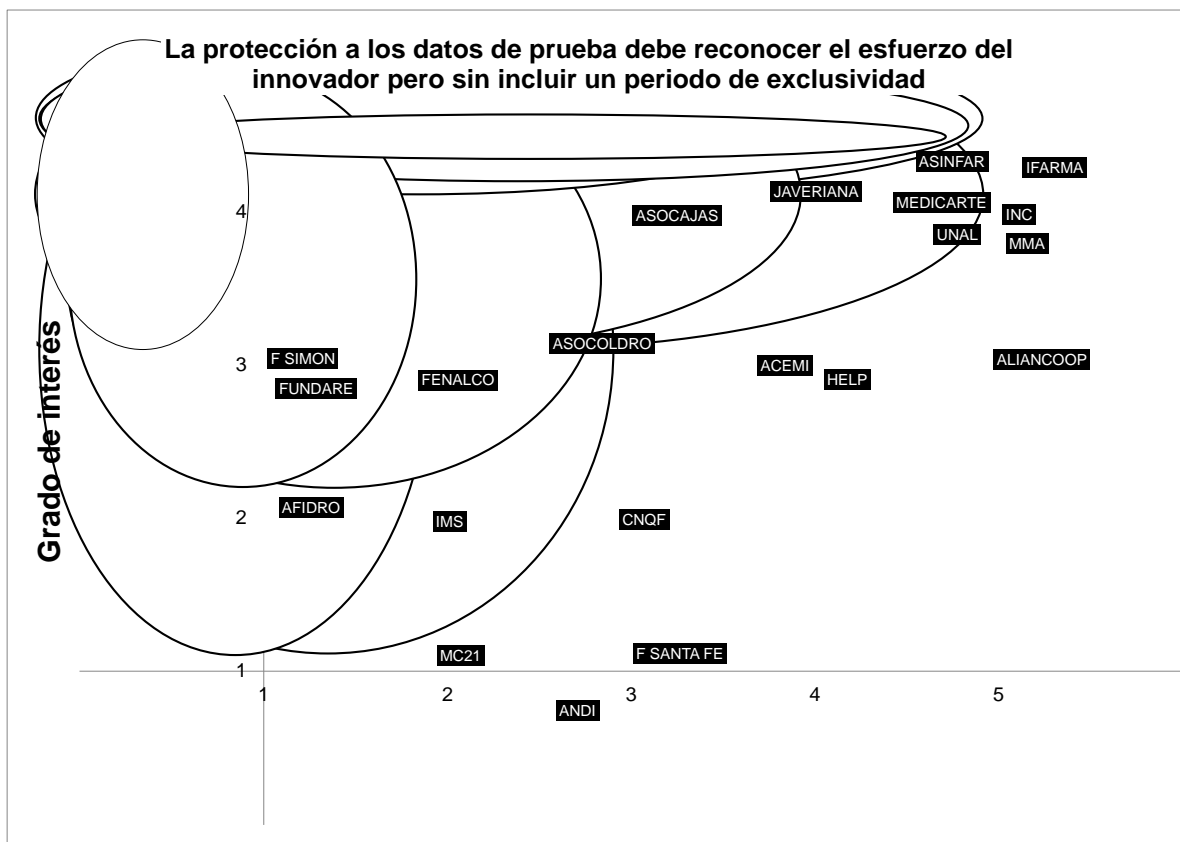 La protección a los datos de prueba debe reconocer el esfuerzo del
innovador pero sin incluir un periodo de exclusividad
ASINFAR
IFARMA
JAVERIANA
MEDICARTE
4
ASOCAJAS
INC
UNAL
MMA
Grado de interés
ASOCOLDRO
3
F SIMON
ACEMI
ALIANCOOP
FUNDARE
FENALCO
HELP
AFIDRO
2
IMS
CNQF
MC21
F SANTA FE
1
1
2
3
4
5
ANDI